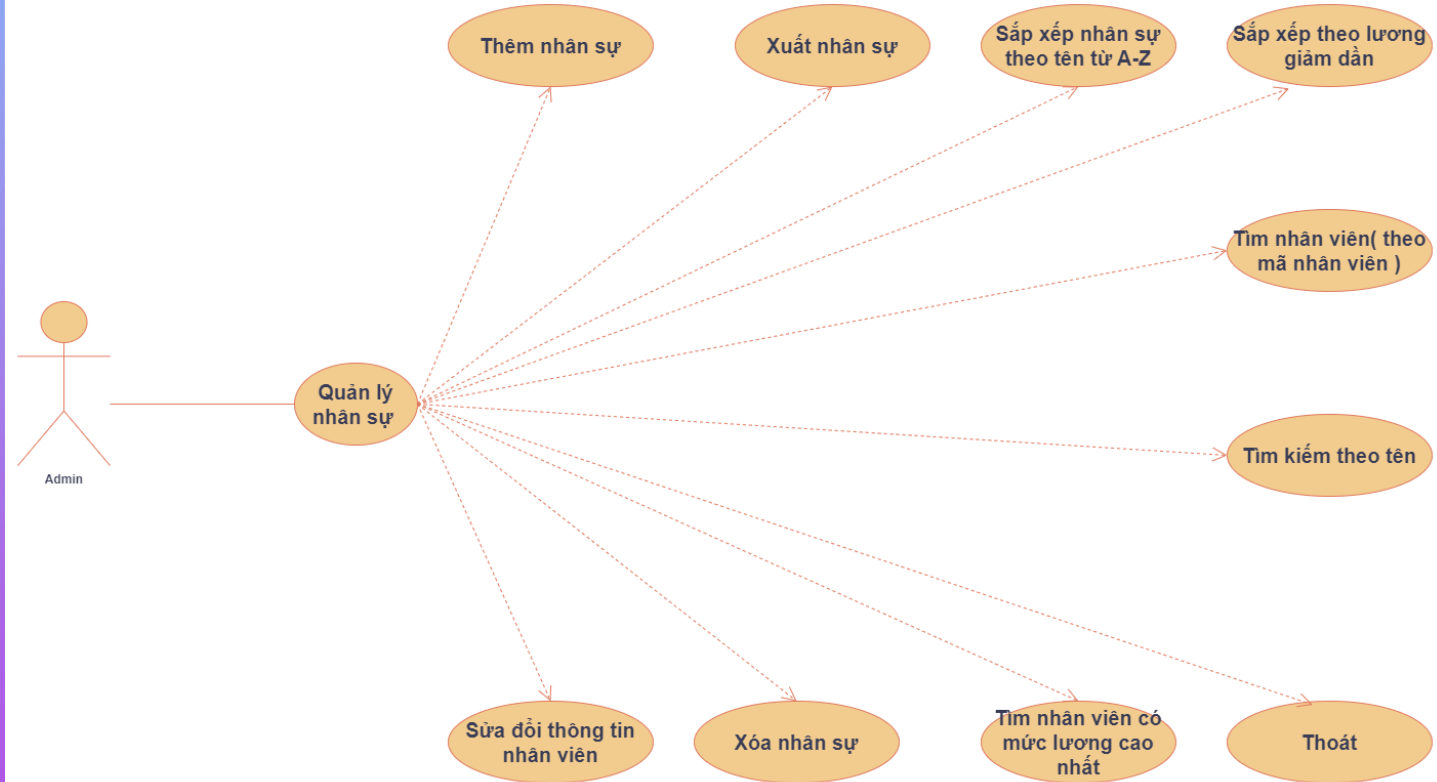 Thêm nhân sự
Xuất nhân sự
Sắp xếp nhân sự
theo tên từ A-Z
Sắp xếp theo lương
giảm dần
Tìm nhân viên( theo
mã nhân viên )
Quản lý
nhân sự
Tìm kiếm theo tên
Admin
Sửa đổi thông tin
nhân viên
Xóa nhân sự
Tìm nhân viên có
mức lương cao
nhất
Thoát